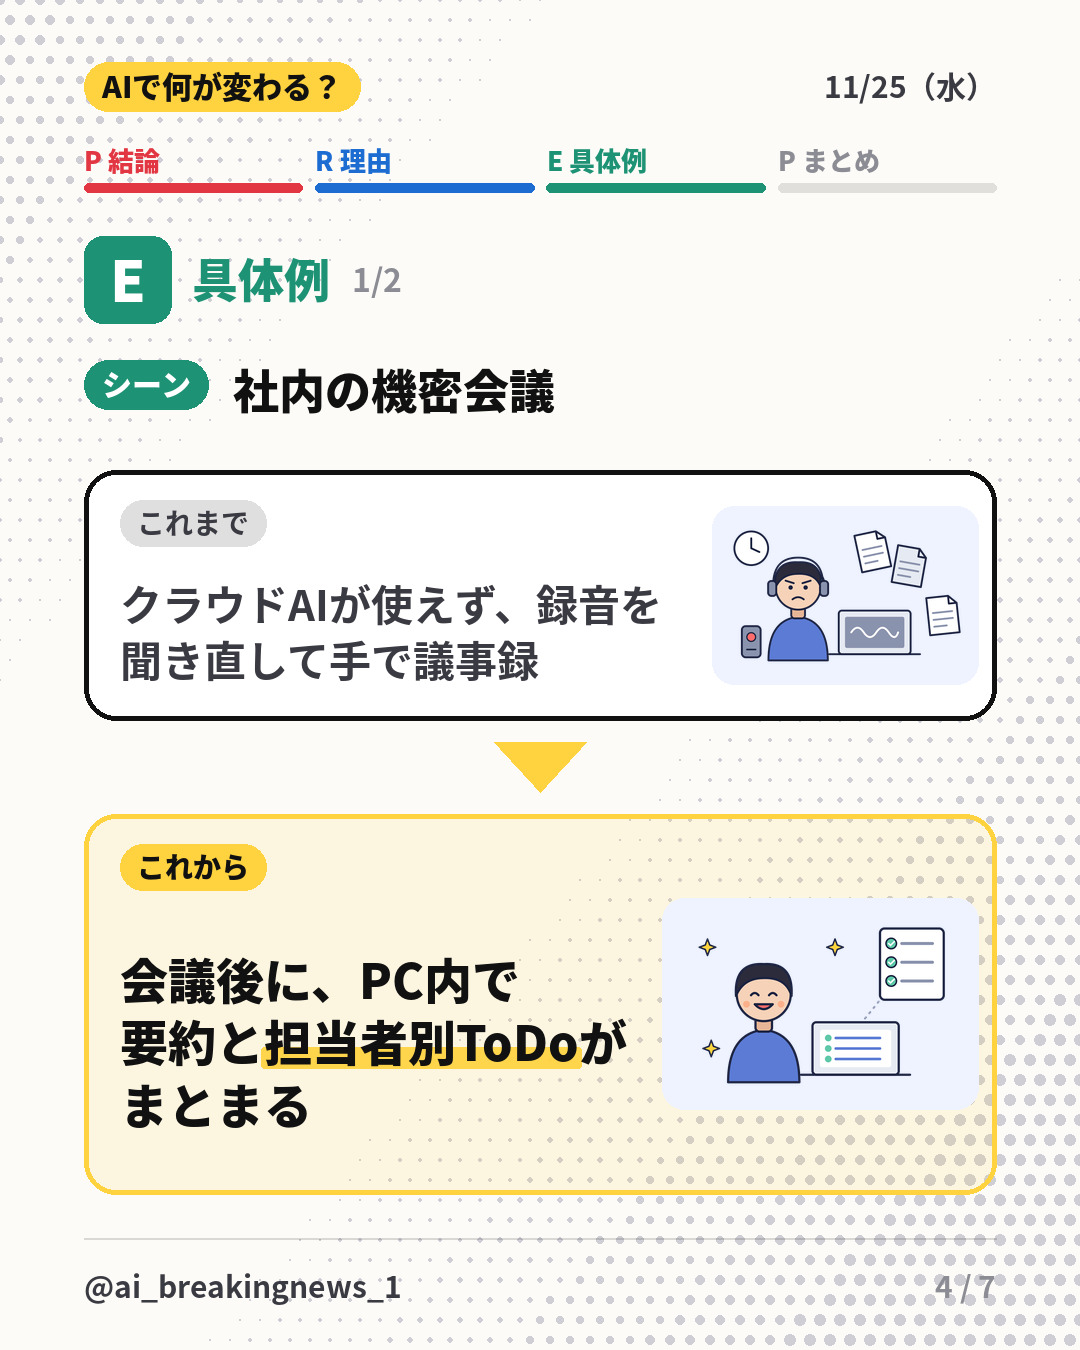 AIで何が変わる？
11/25（水）
P 結論
R 理由
E 具体例
P まとめ
E 具体例 1/2
シーン 社内の機密会議
これまで
クラウドAIが使えず、録音を
聞き直して手で議事録
これから
会議後に、PC内で
要約と担当者別ToDoが
まとまる
@ai_breakingnews_1
4 / 7